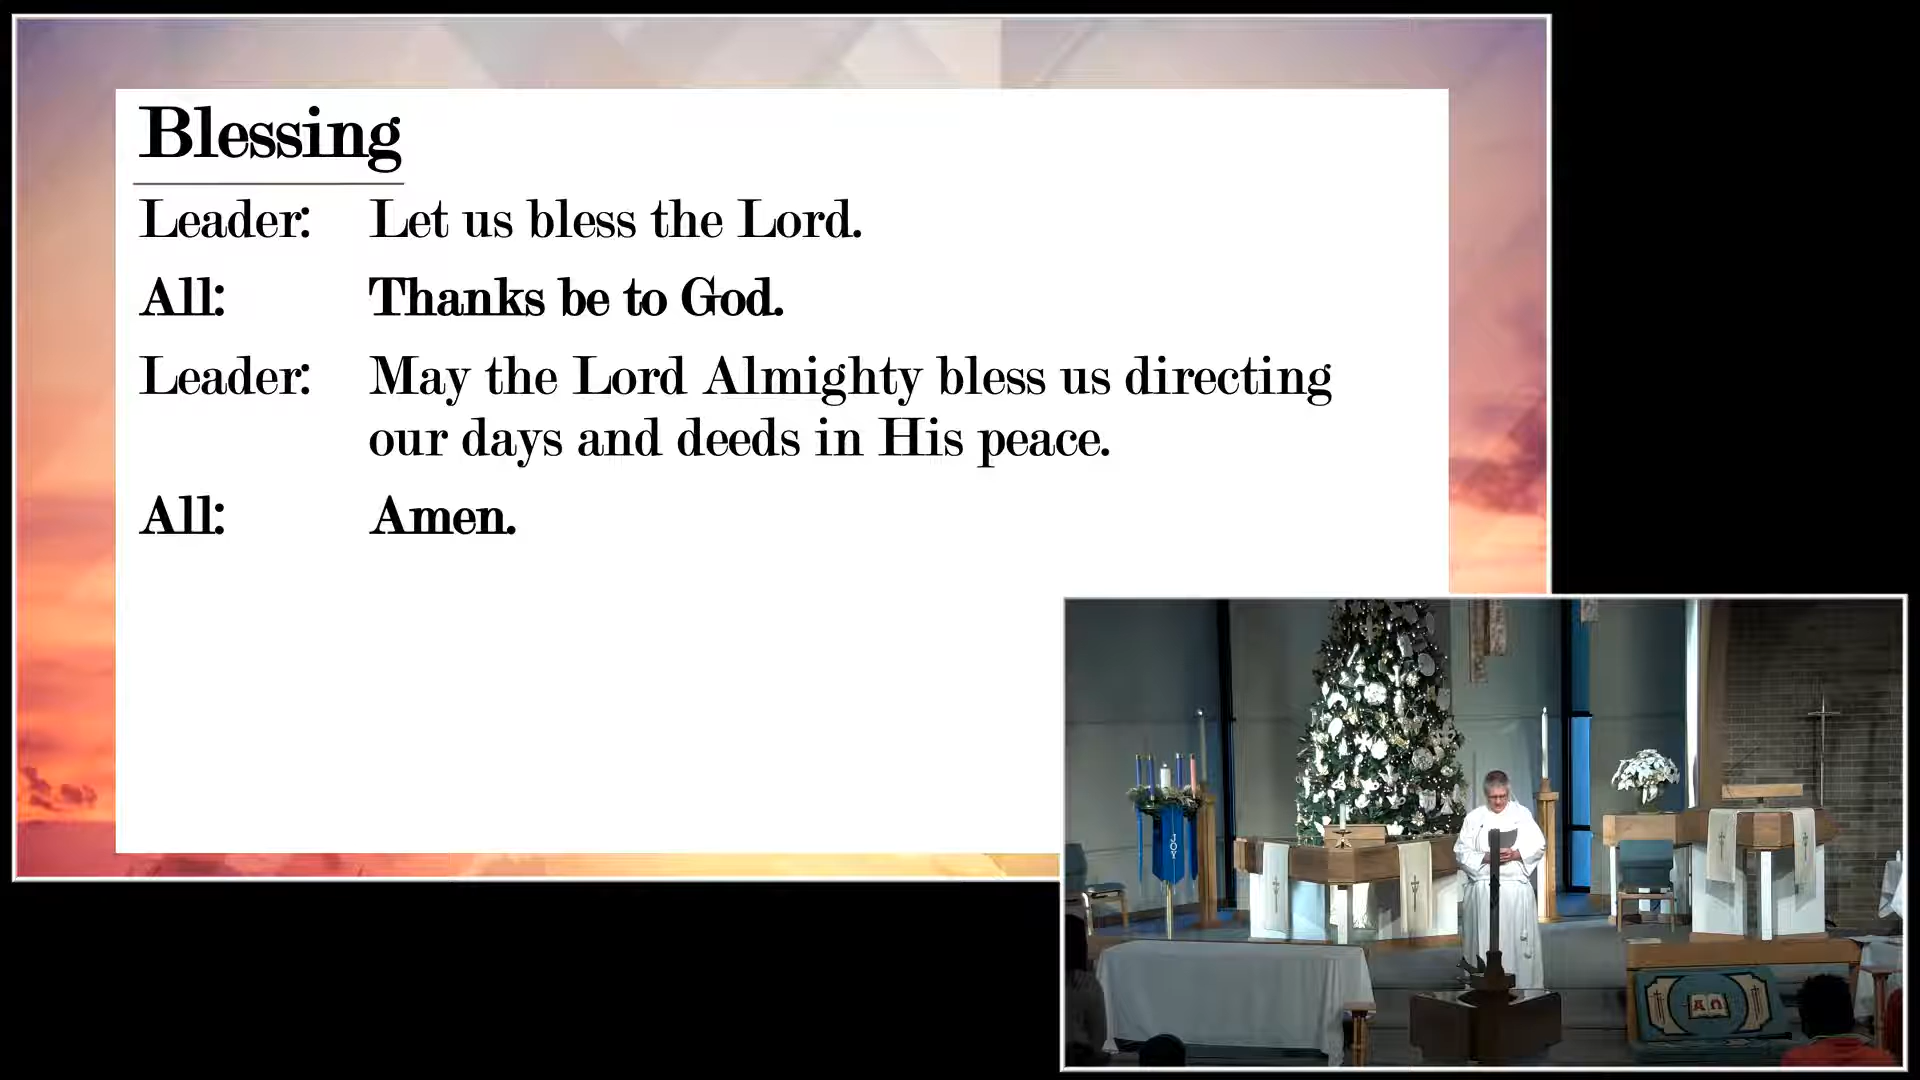 Blessing
Leader: Let us bless the Lord.
All: Thanks be to God.
Leader: May the Lord Almighty bless us directing
our days and deeds in His peace.
All: Amen.
JOY
Α Ω